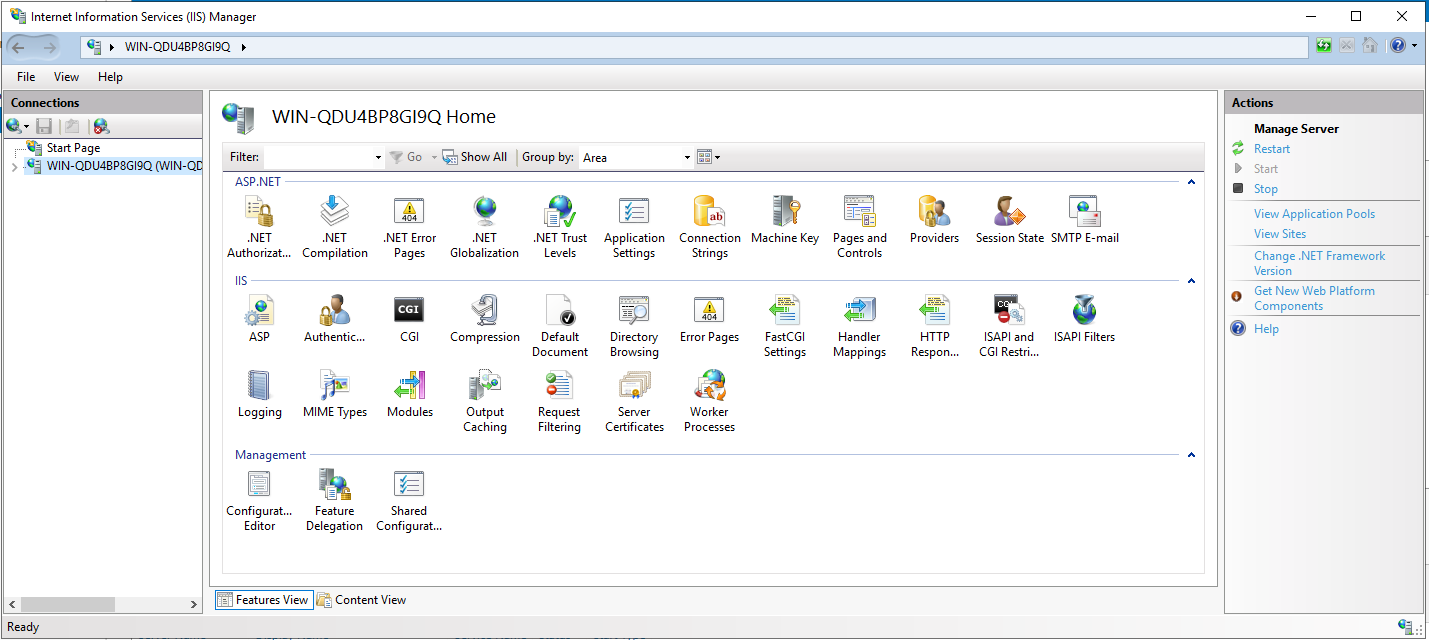 Internet Information Services (IIS) Manager
WIN-QDU4BP8GI9Q
File View Help
Connections
Start Page
WIN-QDU4BP8GI9Q (WIN-QD
WIN-QDU4BP8GI9Q Home
Filter: Go Show All Group by: Area
ASP.NET
.NET Authorizat...
.NET Compilation
.NET Error Pages
.NET Globalization
.NET Trust Levels
Application Settings
Connection Strings
Machine Key
Pages and Controls
Providers
Session State
SMTP E-mail
IIS
ASP
Authentic...
CGI
CGI
Compression
Default Document
Directory Browsing
404
Error Pages
FastCGI Settings
Handler Mappings
HTTP Respon...
ISAPI and CGI Restri...
ISAPI Filters
Logging
MIME Types
Modules
Output Caching
Request Filtering
Server Certificates
Worker Processes
Management
Configurat... Editor
Feature Delegation
Shared Configurat...
Features View
Content View
Ready
Actions
Manage Server
Restart
Start
Stop
View Application Pools
View Sites
Change .NET Framework
Version
Get New Web Platform
Components
Help